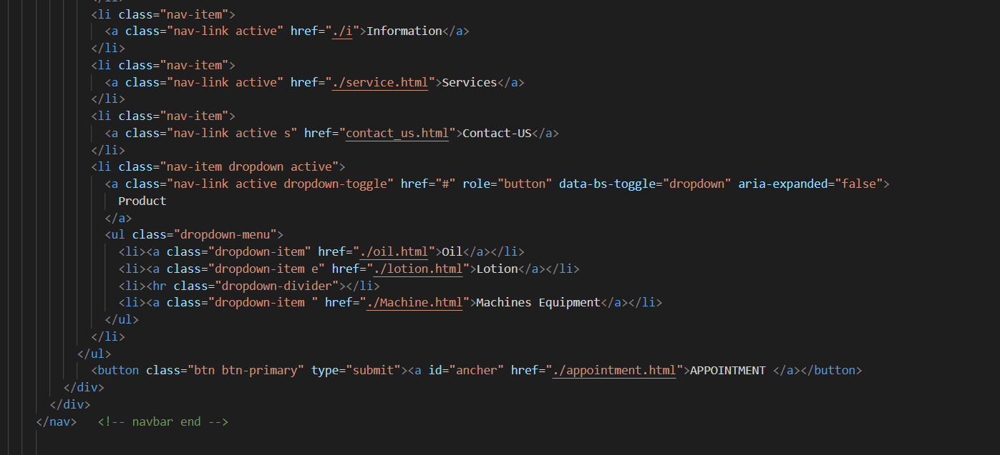 </li>
<li class="nav-item">
<a class="nav-link active" href="./i">Information</a>
</li>
<li class="nav-item">
<a class="nav-link active" href="./service.html">Services</a>
</li>
<li class="nav-item">
<a class="nav-link active s" href="contact_us.html">Contact-US</a>
</li>
<li class="nav-item dropdown active">
<a class="nav-link active dropdown-toggle" href="#" role="button" data-bs-toggle="dropdown" aria-expanded="false">
Product
</a>
<ul class="dropdown-menu">
<li><a class="dropdown-item" href="./oil.html">Oil</a></li>
<li><a class="dropdown-item e" href="./lotion.html">Lotion</a></li>
<li><hr class="dropdown-divider"></li>
<li><a class="dropdown-item " href="./Machine.html">Machines Equipment</a></li>
</ul>
</li>
</ul>
<button class="btn btn-primary" type="submit"><a id="ancher" href="./appointment.html">APPOINTMENT </a></button>
</div>
</div>
</nav>   <!-- navbar end -->